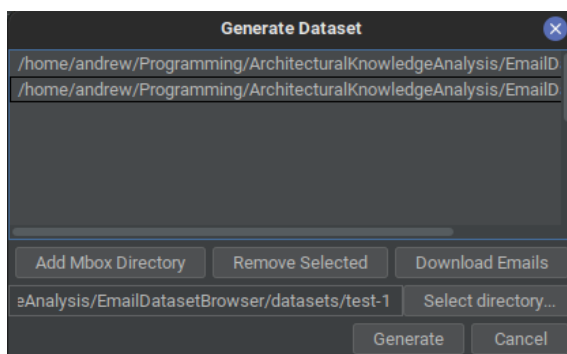 Generate Dataset
/home/andrew/Programming/ArchitecturalKnowledgeAnalysis/EmailD
/home/andrew/Programming/ArchitecturalKnowledgeAnalysis/EmailD
Add Mbox Directory Remove Selected Download Emails
eAnalysis/EmailDatasetBrowser/datasets/test-1 Select directory...
Generate Cancel